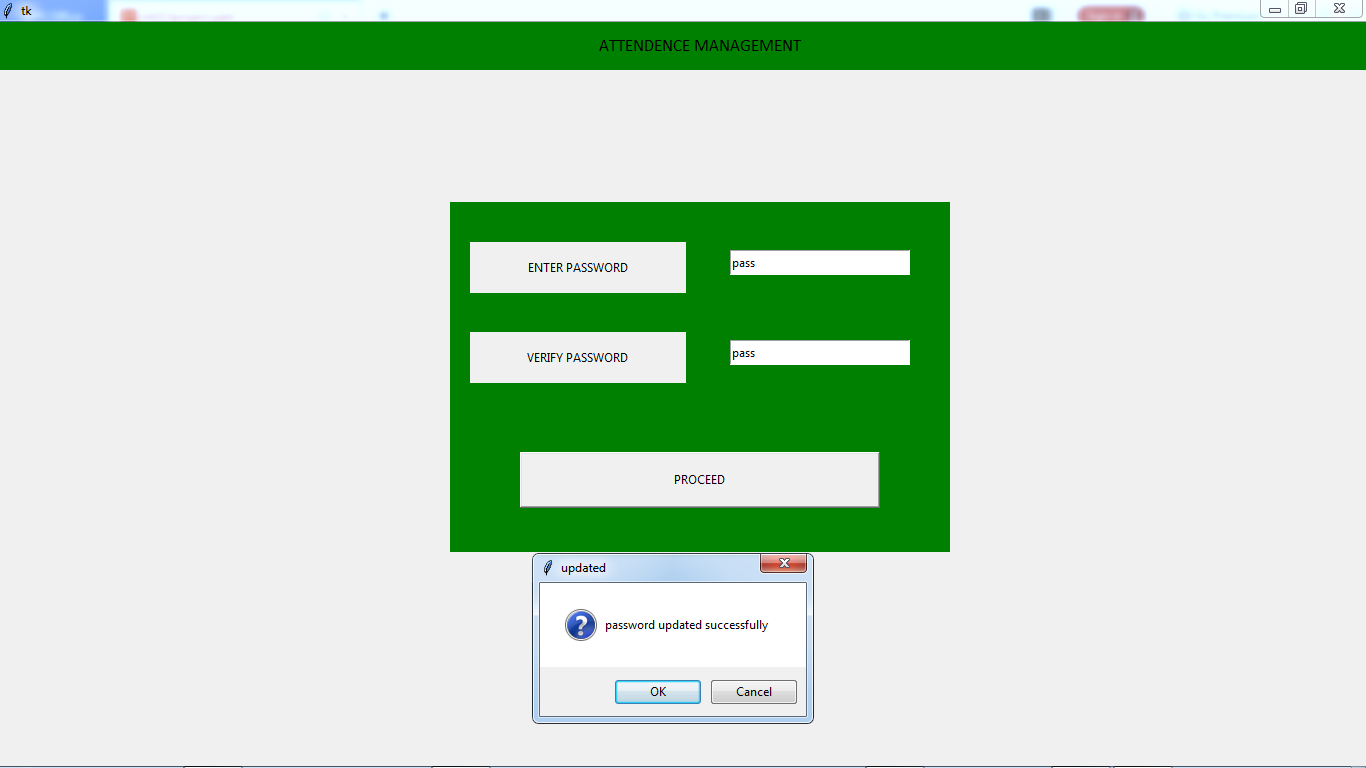 tk
ATTENDENCE MANAGEMENT
ENTER PASSWORD
pass
VERIFY PASSWORD
pass
PROCEED
updated
password updated successfully
OK
Cancel